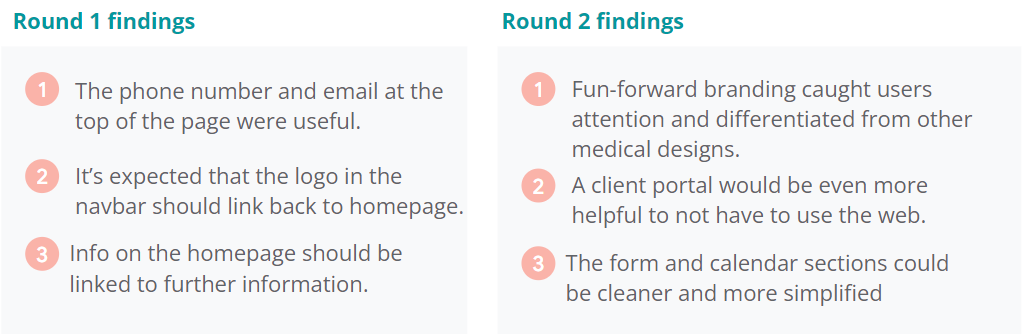 Round 1 findings
1 The phone number and email at the
top of the page were useful.
2 It’s expected that the logo in the
navbar should link back to homepage.
3 Info on the homepage should be
linked to further information.
Round 2 findings
1 Fun-forward branding caught users
attention and differentiated from other
medical designs.
2 A client portal would be even more
helpful to not have to use the web.
3 The form and calendar sections could
be cleaner and more simplified